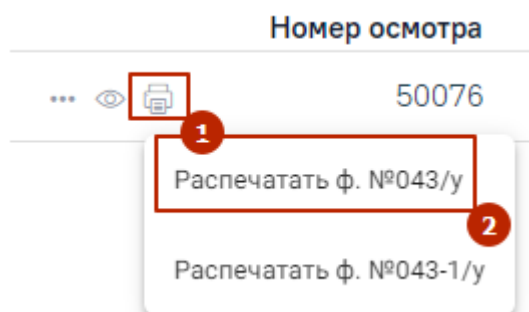 Номер осмотра
... 50076
1
Распечатать ф. №043/у
2
Распечатать ф. №043-1/у